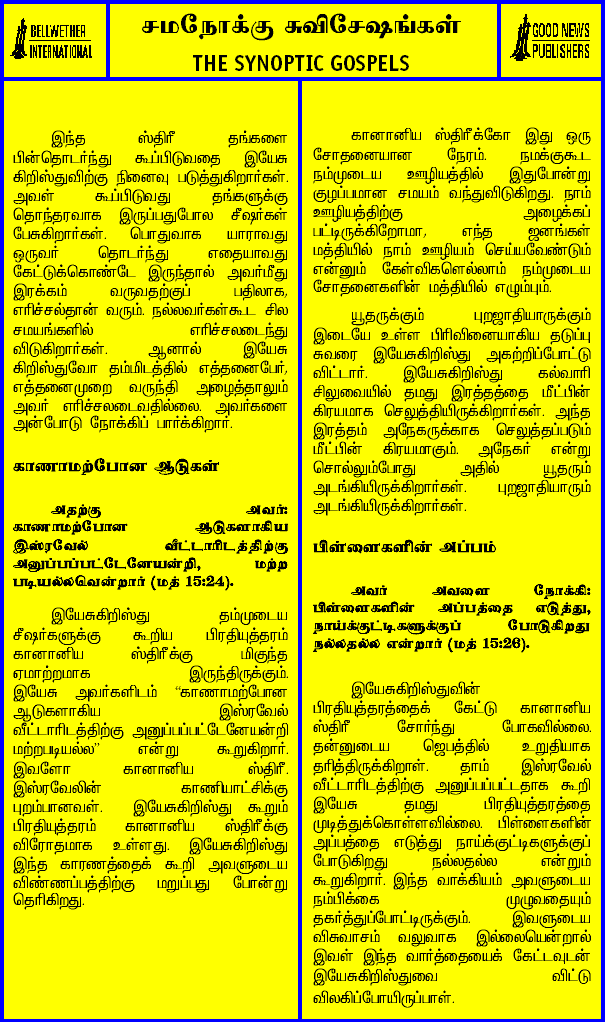 BELLWETHER
INTERNATIONAL
சமநோக்கு சுவிசேஷங்கள்
THE SYNOPTIC GOSPELS
GOOD NEWS
PUBLISHERS
இந்த ஸ்திரீ தங்களை
பின்தொடர்ந்து கூப்பிடுவதை இயேசு
கிறிஸ்துவிற்கு நினைவு படுத்துகிறார்கள்.
அவள் கூப்பிடுவது தங்களுக்கு
தொந்தரவாக இருப்பதுபோல சீஷர்கள்
பேசுகிறார்கள். பொதுவாக யாராவது
ஒருவர் தொடர்ந்து எதையாவது
கேட்டுக்கொண்டே இருந்தால் அவர்மீது
இரக்கம் வருவதற்குப் பதிலாக,
எரிச்சல்தான் வரும். நல்லவர்கள்கூட சில
சமயங்களில் எரிச்சலடைந்து
விடுகிறார்கள். ஆனால் இயேசு
கிறிஸ்துவோ தம்மிடத்தில் எத்தனைபேர்,
எத்தனைமுறை வருந்தி அழைத்தாலும்
அவர் எரிச்சலடைவதில்லை. அவர்களை
அன்போடு நோக்கிப் பார்க்கிறார்.
காணாமற்போன ஆடுகள்
அதற்கு அவர்:
காணாமற்போன ஆடுகளாகிய
இஸ்ரவேல் வீட்டாரிடத்திற்கு
அனுப்பப்பட்டேனேயன்றி, மற்ற
படியல்லவென்றார் (மத் 15:24).
இயேசுகிறிஸ்து தம்முடைய
சீஷர்களுக்கு கூறிய பிரதியுத்தரம்
கானானிய ஸ்திரீக்கு மிகுந்த
ஏமாற்றமாக இருந்திருக்கும்.
இயேசு அவர்களிடம் “காணாமற்போன
ஆடுகளாகிய இஸ்ரவேல்
வீட்டாரிடத்திற்கு அனுப்பப்பட்டேனேயன்றி
மற்றபடியல்ல” என்று கூறுகிறார்.
இவளோ கானானிய ஸ்திரீ.
இஸ்ரவேலின் காணியாட்சிக்கு
புறம்பானவள். இயேசுகிறிஸ்து கூறும்
பிரதியுத்தரம் கானானிய ஸ்திரீக்கு
விரோதமாக உள்ளது. இயேசுகிறிஸ்து
இந்த காரணத்தைக் கூறி அவளுடைய
விண்ணப்பத்திற்கு மறுப்பது போன்று
தெரிகிறது.
கானானிய ஸ்திரீக்கோ இது ஒரு
சோதனையான நேரம். நமக்குகூட
நம்முடைய ஊழியத்தில் இதுபோன்று
குழப்பமான சமயம் வந்துவிடுகிறது. நாம்
ஊழியத்திற்கு அழைக்கப்
பட்டிருக்கிறோமா, எந்த ஜனங்கள்
மத்தியில் நாம் ஊழியம் செய்யவேண்டும்
என்னும் கேள்விகளெல்லாம் நம்முடைய
சோதனைகளின் மத்தியில் எழும்பும்.
யூதருக்கும் புறஜாதியாருக்கும்
இடையே உள்ள பிரிவினையாகிய தடுப்பு
சுவரை இயேசுகிறிஸ்து அகற்றிப்போட்டு
விட்டார். இயேசுகிறிஸ்து கல்வாரி
சிலுவையில் தமது இரத்தத்தை மீட்பின்
கிரயமாக செலுத்தியிருக்கிறார்கள். அந்த
இரத்தம் அநேகருக்காக செலுத்தப்படும்
மீட்பின் கிரயமாகும். அநேகர் என்று
சொல்லும்போது அதில் யூதரும்
அடங்கியிருக்கிறார்கள். புறஜாதியாரும்
அடங்கியிருக்கிறார்கள்.
பிள்ளைகளின் அப்பம்
அவர் அவளை நோக்கி:
பிள்ளைகளின் அப்பத்தை எடுத்து,
நாய்க்குட்டிகளுக்குப் போடுகிறது
நல்லதல்ல என்றார் (மத் 15:26).
இயேசுகிறிஸ்துவின்
பிரதியுத்தரத்தைக் கேட்டு கானானிய
ஸ்திரீ சோர்ந்து போகவில்லை.
தன்னுடைய ஜெபத்தில் உறுதியாக
தரித்திருக்கிறாள். தாம் இஸ்ரவேல்
வீட்டாரிடத்திற்கு அனுப்பப்பட்டதாக கூறி
இயேசு தமது பிரதியுத்தரத்தை
முடித்துக்கொள்ளவில்லை. பிள்ளைகளின்
அப்பத்தை எடுத்து நாய்க்குட்டிகளுக்குப்
போடுகிறது நல்லதல்ல என்றும்
கூறுகிறார். இந்த வாக்கியம் அவளுடைய
நம்பிக்கை முழுவதையும்
தகர்த்துப்போட்டிருக்கும். இவளுடைய
விசுவாசம் வலுவாக இல்லையென்றால்
இவள் இந்த வார்த்தையைக் கேட்டவுடன்
இயேசுகிறிஸ்துவை விட்டு
விலகிப்போயிருப்பாள்.